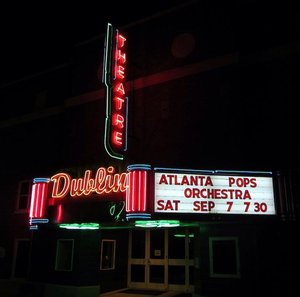 THEATRE
Dublin
ATLANTA POPS
ORCHESTRA
SAT SEP 7 7 30